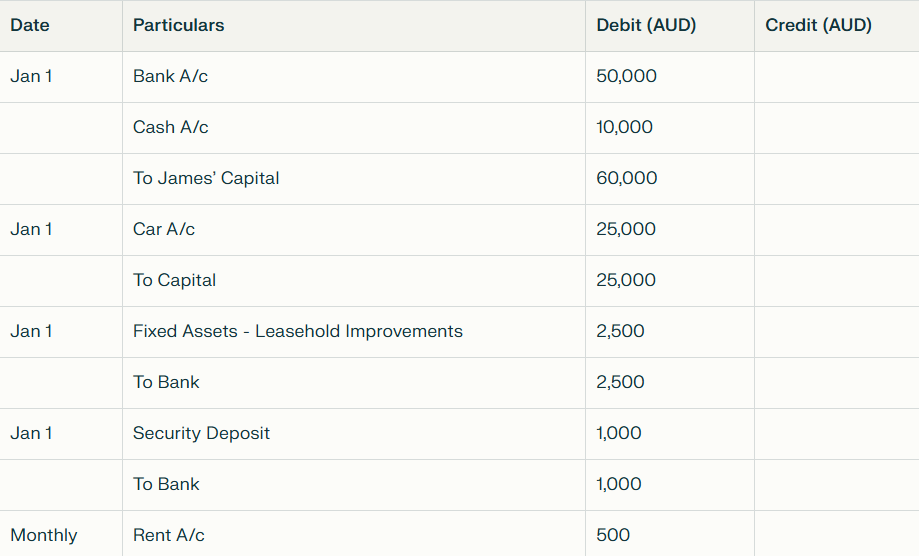 Date Particulars Debit (AUD) Credit (AUD)
Jan 1 Bank A/c 50,000
Cash A/c 10,000
To James’ Capital 60,000
Jan 1 Car A/c 25,000
To Capital 25,000
Jan 1 Fixed Assets - Leasehold Improvements 2,500
To Bank 2,500
Jan 1 Security Deposit 1,000
To Bank 1,000
Monthly Rent A/c 500